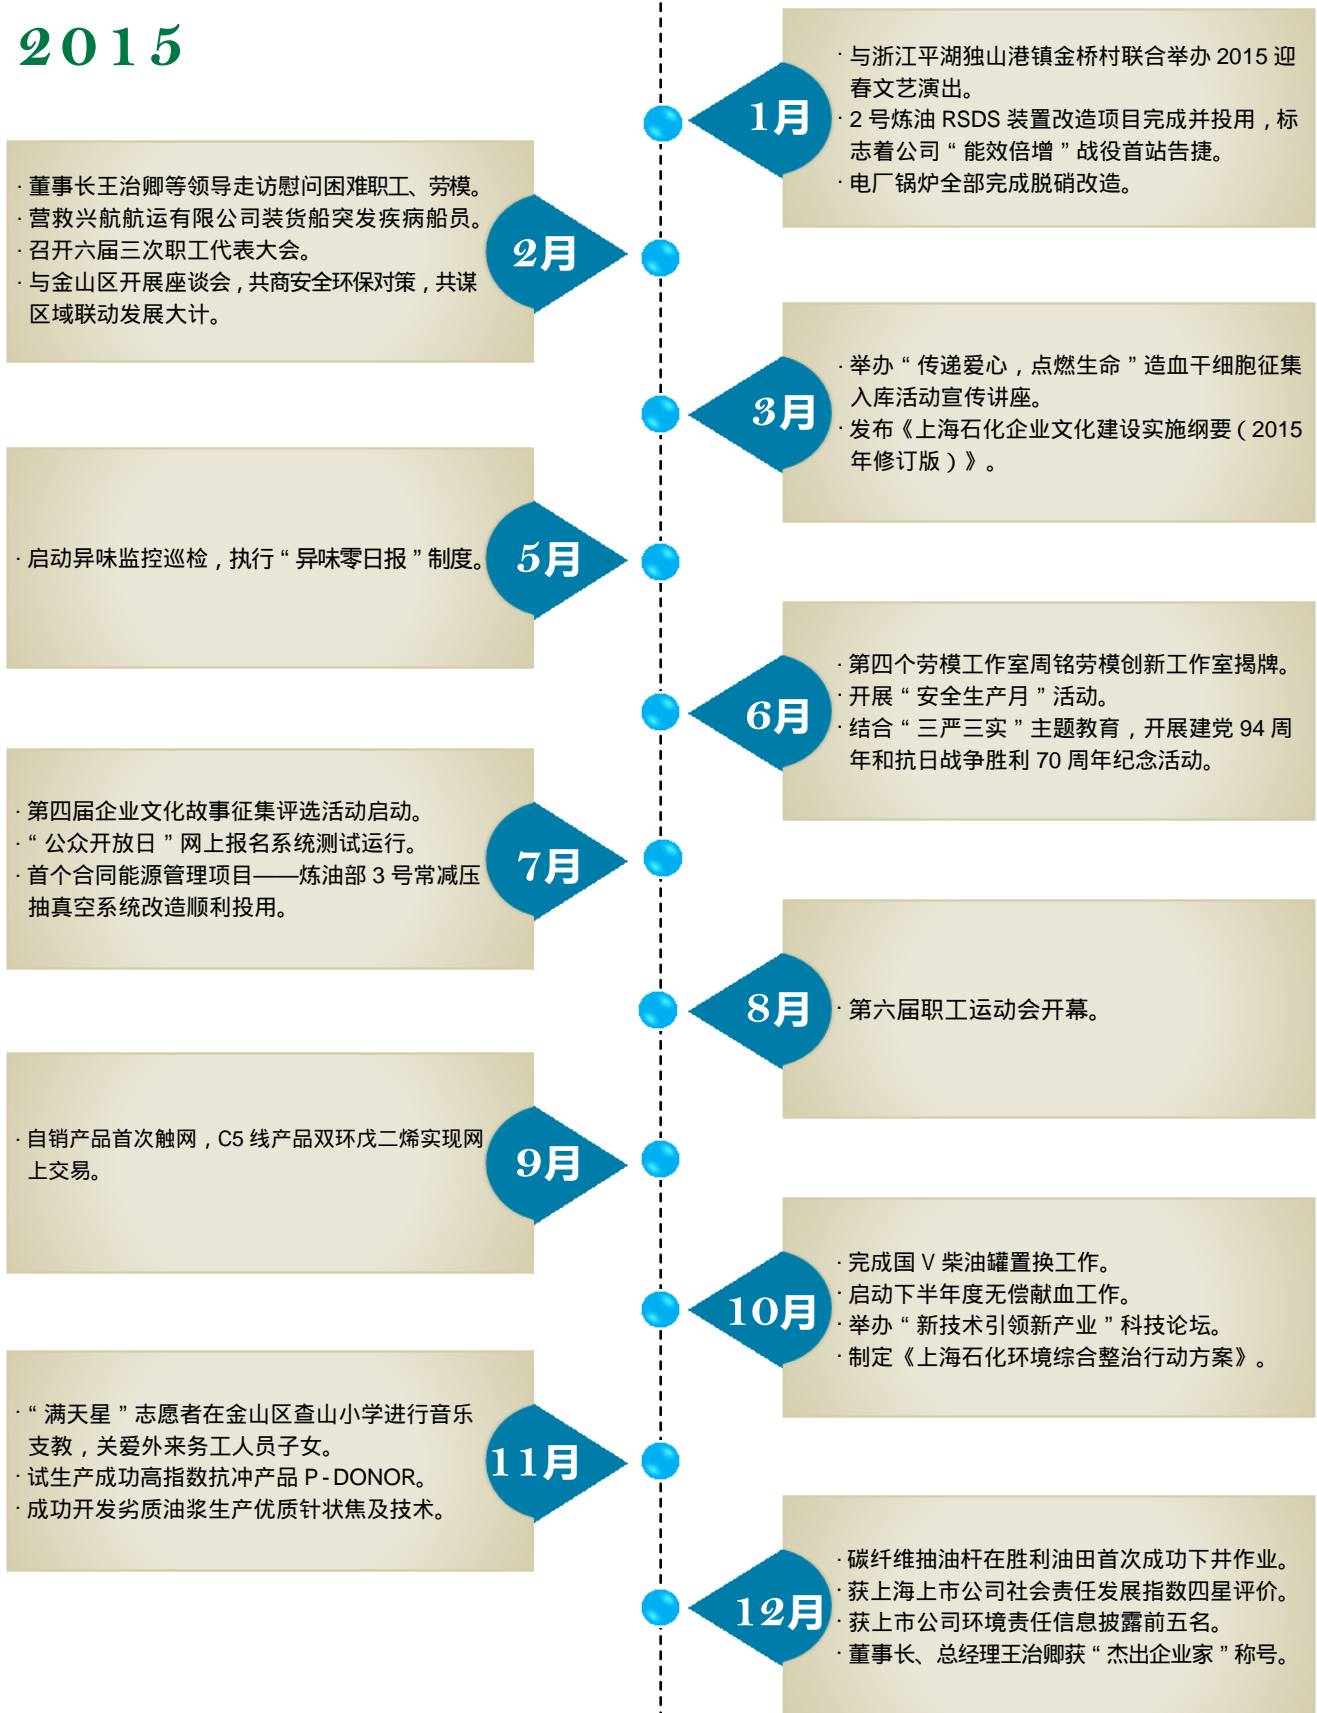 2015
1月
· 与浙江平湖独山港镇金桥村联合举办 2015 迎
春文艺演出。
· 2 号炼油 RSDS 装置改造项目完成并投用，标
志着公司“能效倍增”战役首站告捷。
· 电厂锅炉全部完成脱硝改造。
· 董事长王治卿等领导走访慰问困难职工、劳模。
· 营救兴航航运有限公司装货船突发疾病船员。
· 召开六届三次职工代表大会。
· 与金山区开展座谈会，共商安全环保对策，共谋
区域联动发展大计。
2月
3月
· 举办“传递爱心，点燃生命”造血干细胞征集
入库活动宣传讲座。
· 发布《上海石化企业文化建设实施纲要（2015
年修订版）》。
· 启动异味监控巡检，执行“异味零日报”制度。
5月
6月
· 第四个劳模工作室周铭劳模创新工作室揭牌。
· 开展“安全生产月”活动。
· 结合“三严三实”主题教育，开展建党 94 周
年和抗日战争胜利 70 周年纪念活动。
· 第四届企业文化故事征集评选活动启动。
· “公众开放日”网上报名系统测试运行。
· 首个合同能源管理项目——炼油部 3 号常减压
抽真空系统改造顺利投用。
7月
8月
· 第六届职工运动会开幕。
· 自销产品首次触网，C5 线产品双环戊二烯实现网
上交易。
9月
10月
· 完成国 V 柴油罐置换工作。
· 启动下半年度无偿献血工作。
· 举办“新技术引领新产业”科技论坛。
· 制定《上海石化环境综合整治行动方案》。
· “满天星”志愿者在金山区查山小学进行音乐
支教，关爱外来务工人员子女。
· 试生产成功高指数抗冲产品 P-DONOR。
· 成功开发劣质油浆生产优质针状焦及技术。
11月
12月
· 碳纤维抽油杆在胜利油田首次成功下井作业。
· 获上海上市公司社会责任发展指数四星评价。
· 获上市公司环境责任信息披露前五名。
· 董事长、总经理王治卿获“杰出企业家”称号。